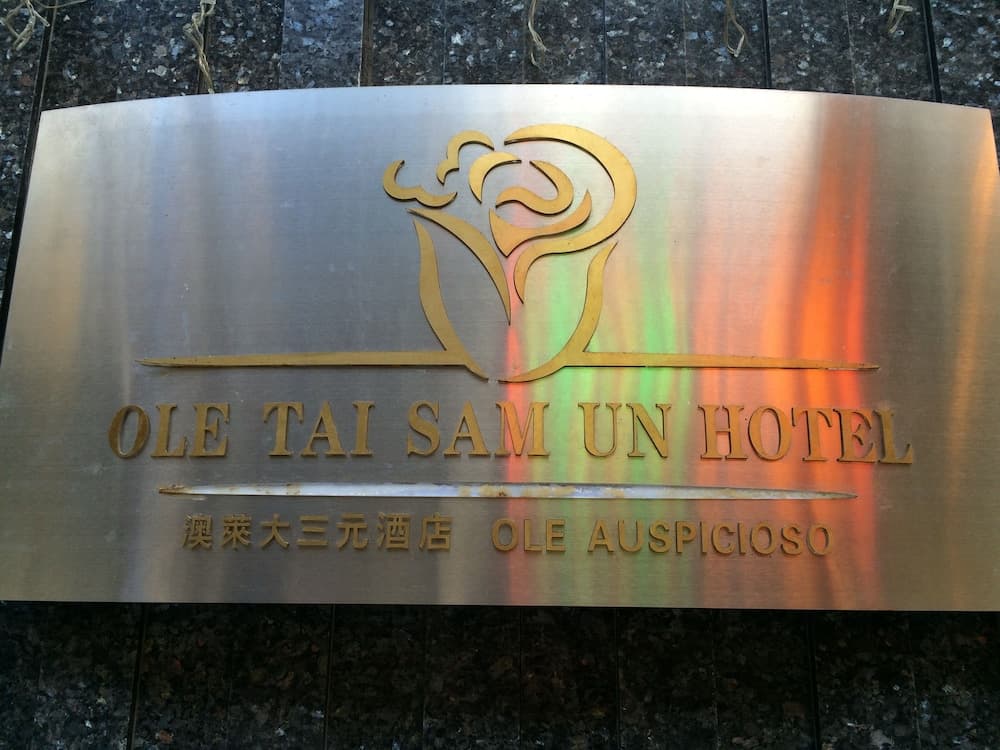 OLE TAI SAM UN HOTEL
澳萊大三元酒店 OLE AUSPICIOSO